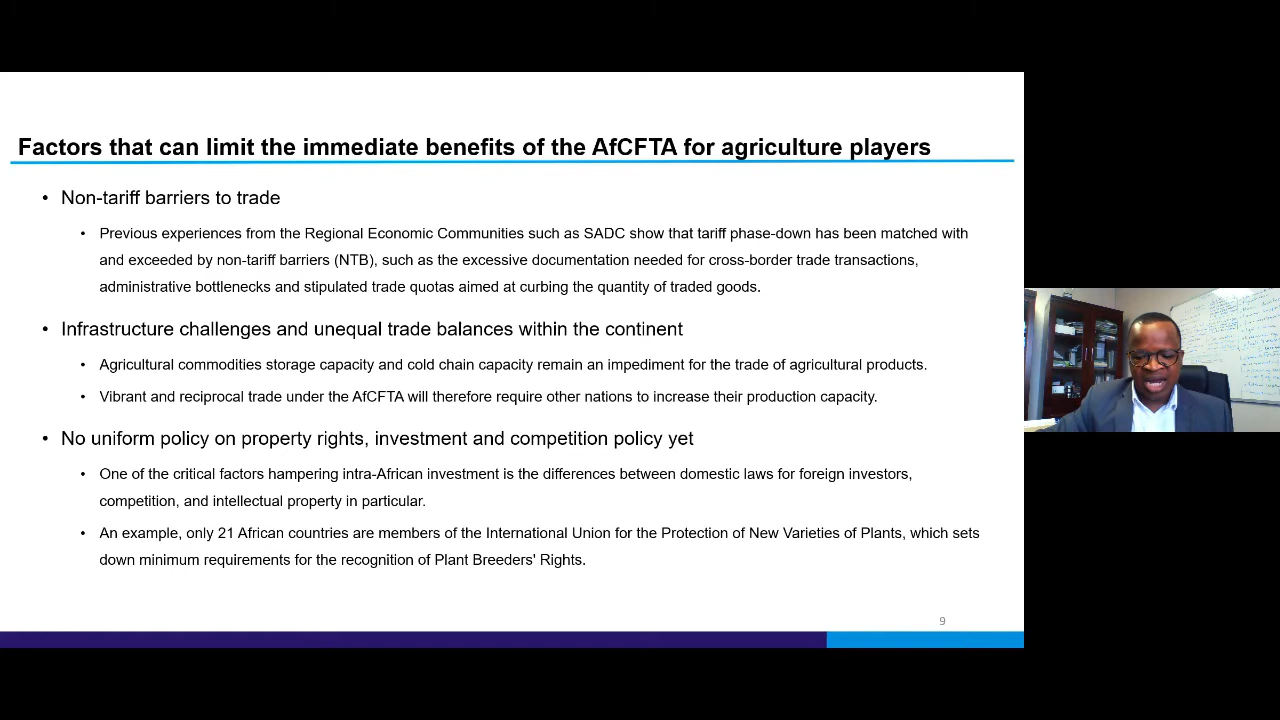 Factors that can limit the immediate benefits of the AfCFTA for agriculture players
• Non-tariff barriers to trade
• Previous experiences from the Regional Economic Communities such as SADC show that tariff phase-down has been matched with
and exceeded by non-tariff barriers (NTB), such as the excessive documentation needed for cross-border trade transactions,
administrative bottlenecks and stipulated trade quotas aimed at curbing the quantity of traded goods.
• Infrastructure challenges and unequal trade balances within the continent
• Agricultural commodities storage capacity and cold chain capacity remain an impediment for the trade of agricultural products.
• Vibrant and reciprocal trade under the AfCFTA will therefore require other nations to increase their production capacity.
• No uniform policy on property rights, investment and competition policy yet
• One of the critical factors hampering intra-African investment is the differences between domestic laws for foreign investors,
competition, and intellectual property in particular.
• An example, only 21 African countries are members of the International Union for the Protection of New Varieties of Plants, which sets
down minimum requirements for the recognition of Plant Breeders' Rights.
9